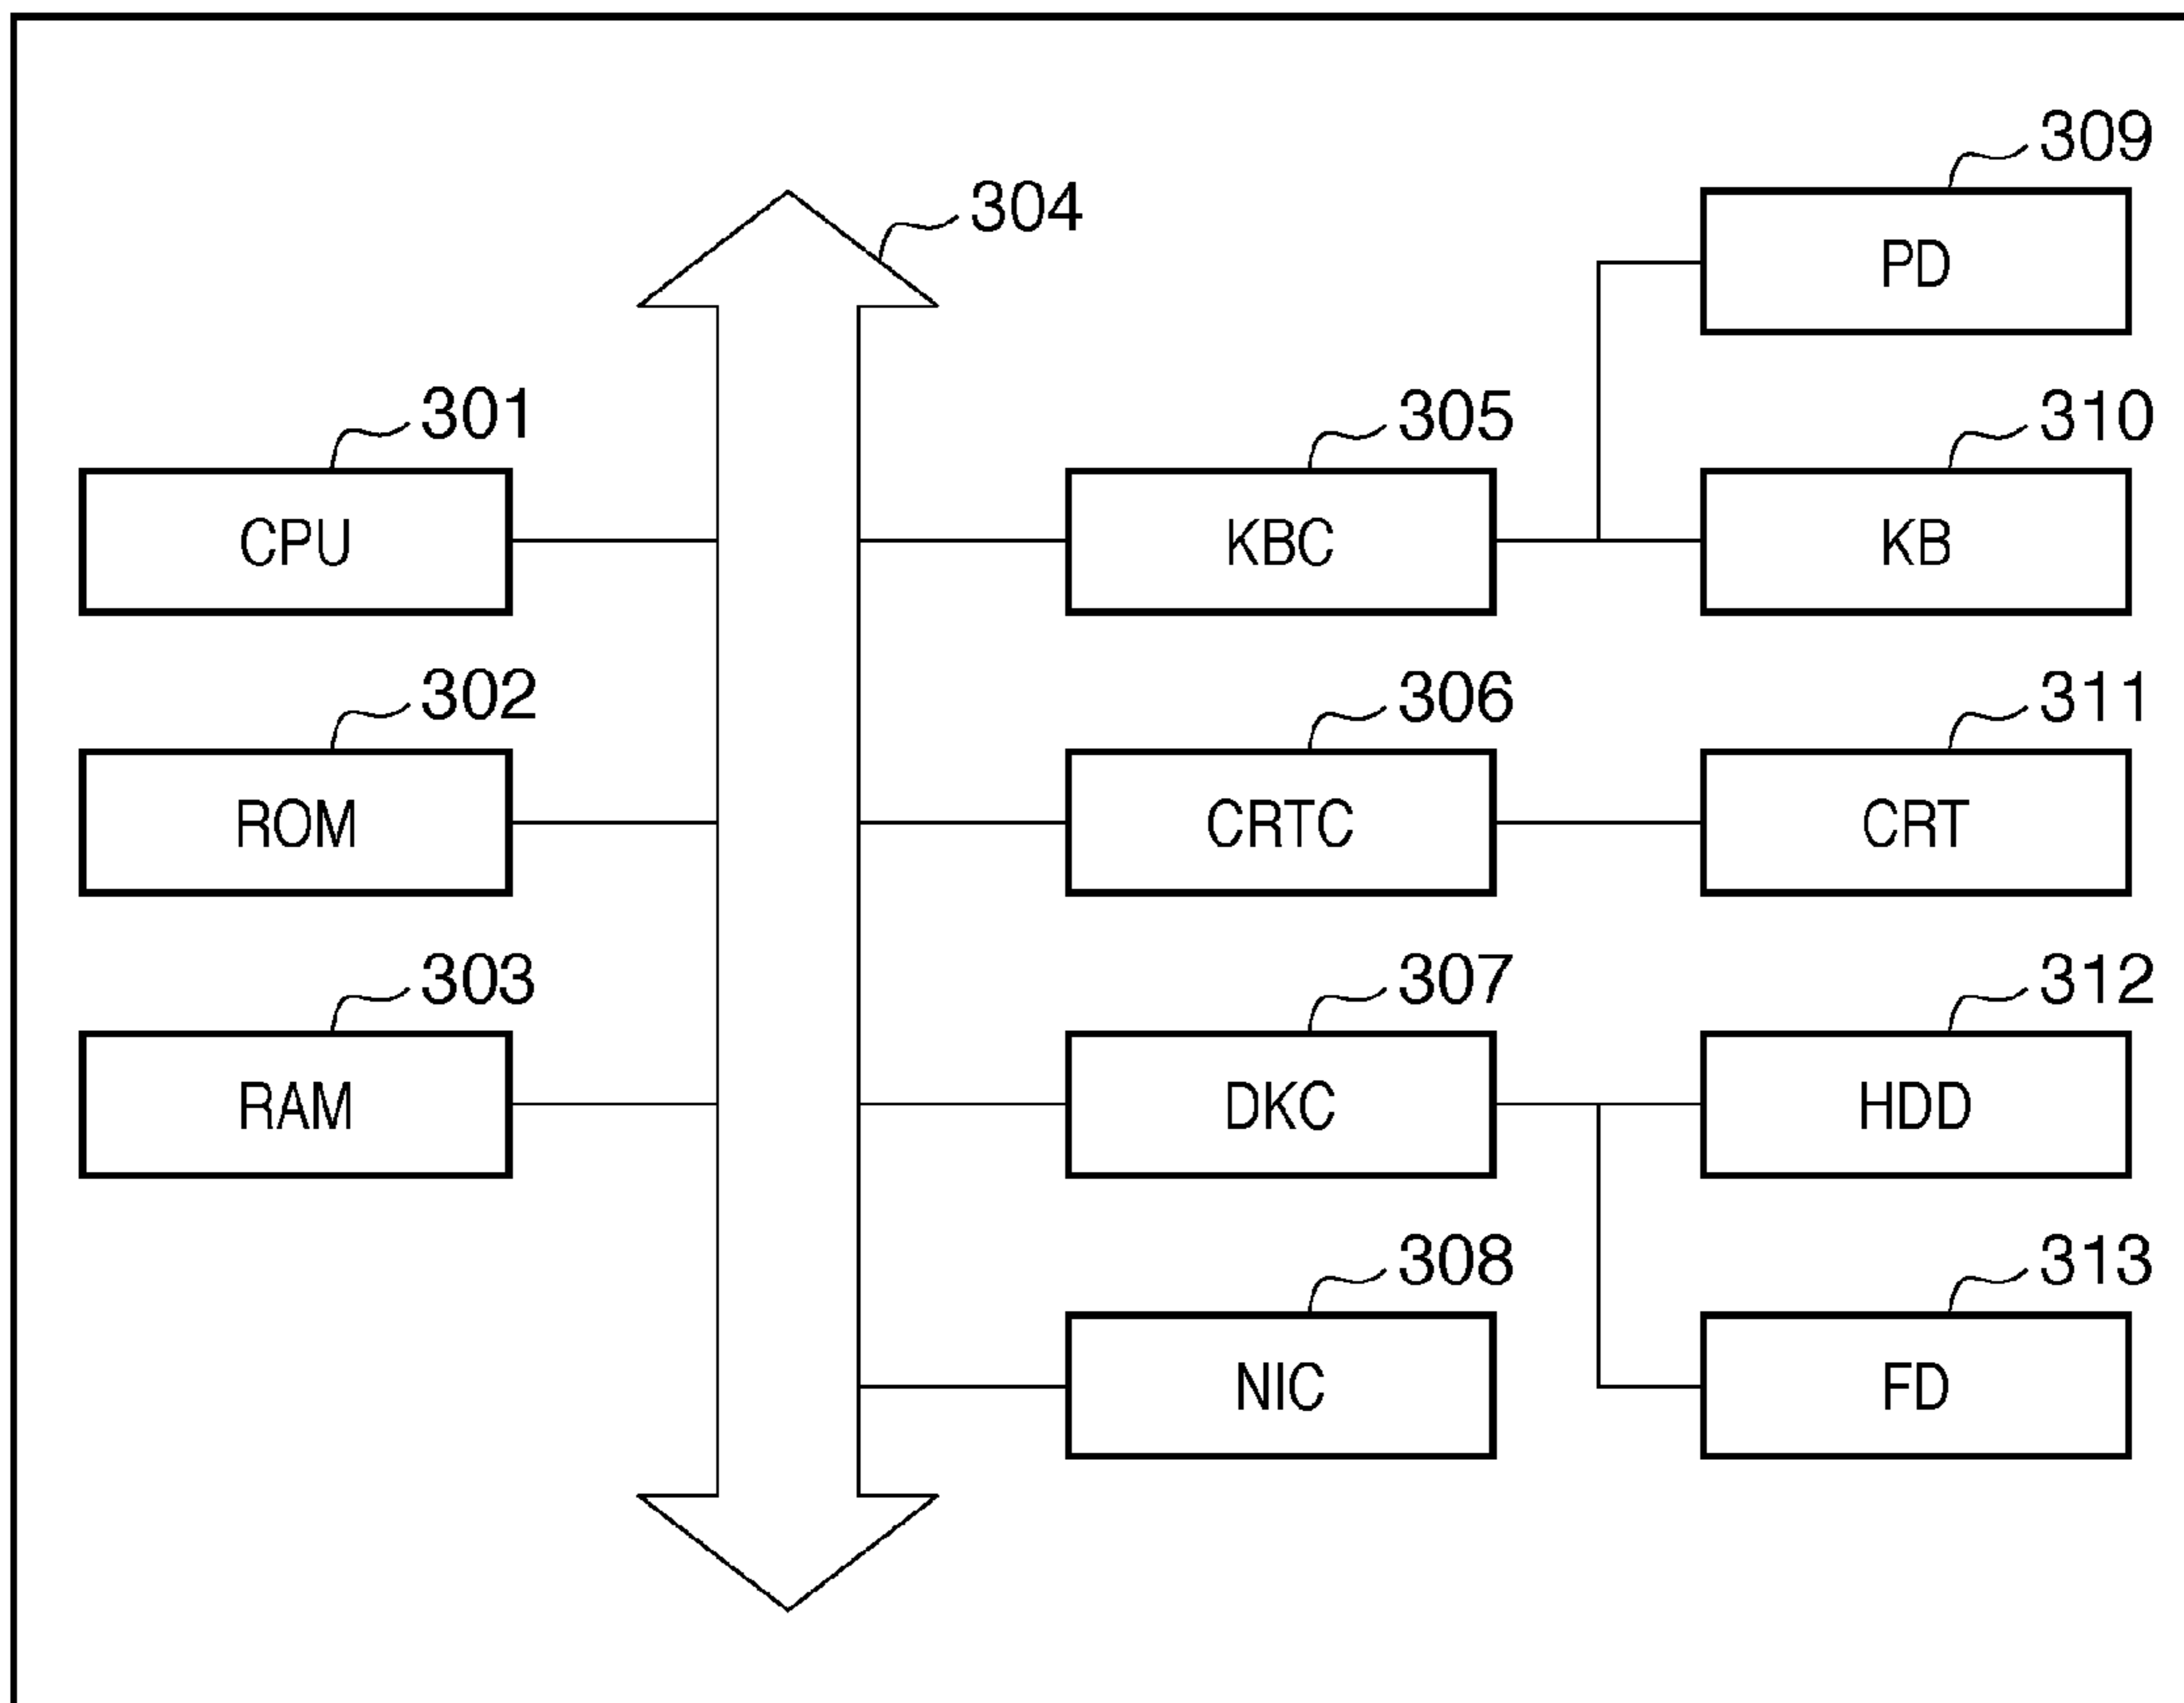 309
PD
304
301
CPU
305
KBC
310
KB
302
ROM
306
CRTC
311
CRT
303
RAM
307
DKC
312
HDD
308
NIC
313
FD